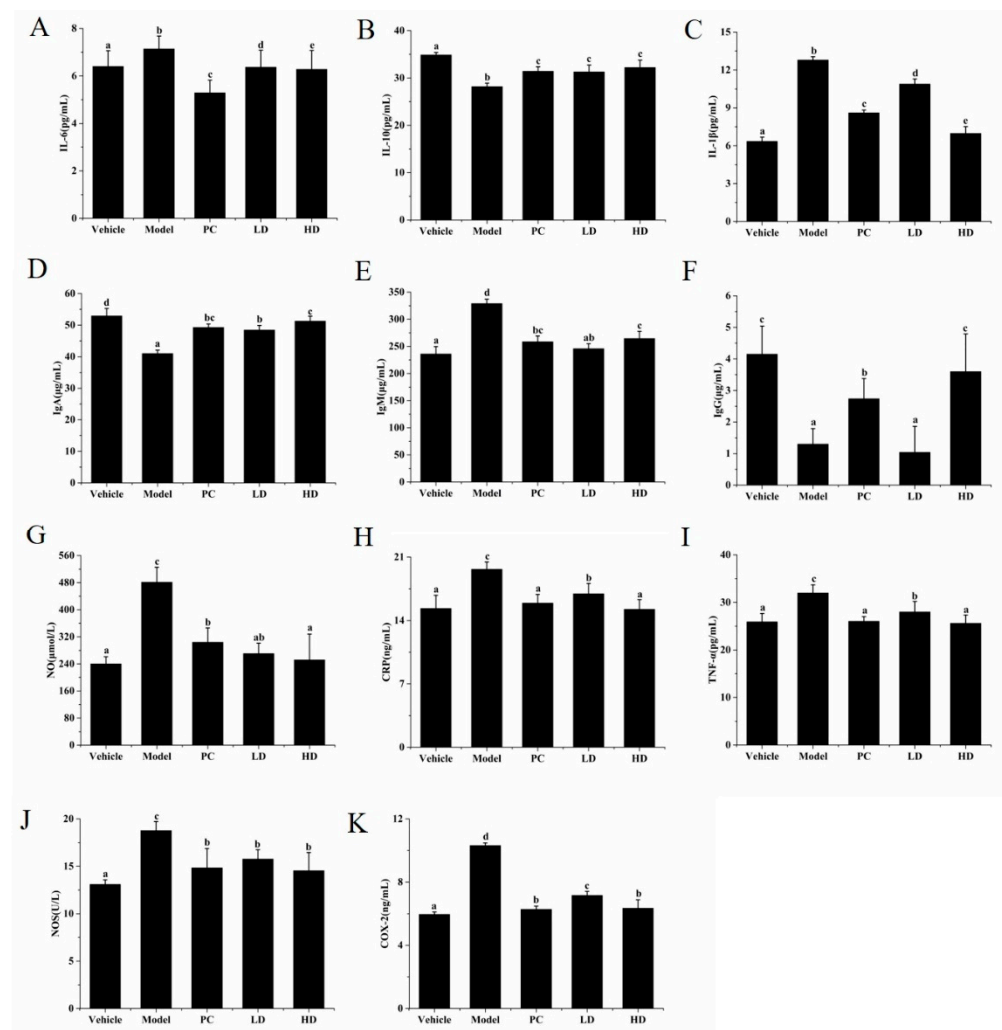 A
IL-6(pg/mL)
8
6
4
2
0
a
b
c
d
e
Vehicle Model PC LD HD
B
IL-10(pg/mL)
40
30
20
10
0
a
b
c
c
c
Vehicle Model PC LD HD
C
IL-1β(pg/mL)
15
12
9
6
3
0
a
b
c
d
e
Vehicle Model PC LD HD
D
IgA(μg/mL)
60
50
40
30
20
10
0
d
a
bc
b
c
Vehicle Model PC LD HD
E
IgM(μg/mL)
350
300
250
200
150
100
50
0
a
d
bc
ab
c
Vehicle Model PC LD HD
F
IgG(μg/mL)
6
5
4
3
2
1
0
c
a
b
a
c
Vehicle Model PC LD HD
G
NO(μmol/L)
560
480
400
320
240
160
80
0
a
c
b
ab
a
Vehicle Model PC LD HD
H
CRP(ng/mL)
21
14
7
0
a
c
a
b
a
Vehicle Model PC LD HD
I
TNF-α(pg/mL)
40
30
20
10
0
a
c
a
b
a
Vehicle Model PC LD HD
J
NOS(U/L)
20
15
10
5
0
a
c
b
b
b
Vehicle Model PC LD HD
K
COX-2(ng/mL)
12
9
6
3
0
a
d
b
c
b
Vehicle Model PC LD HD